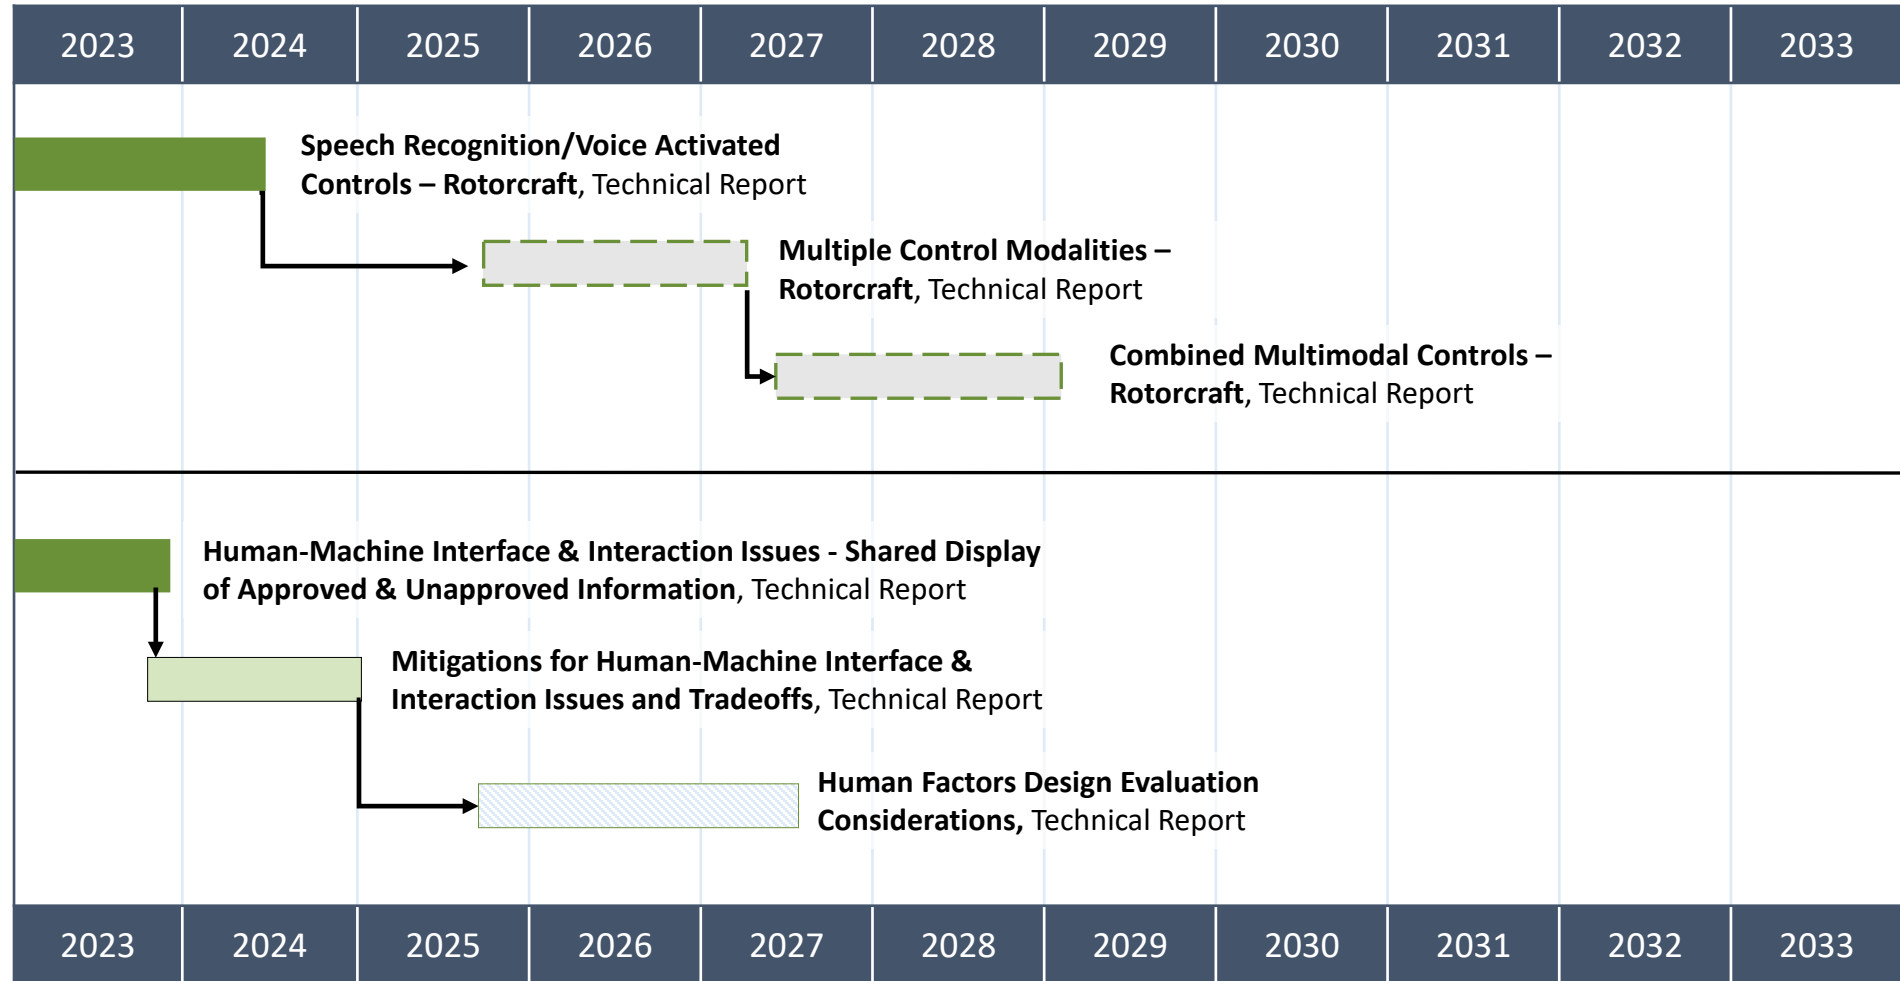 2023 2024 2025 2026 2027 2028 2029 2030 2031 2032 2033
Speech Recognition/Voice Activated
Controls – Rotorcraft, Technical Report
Multiple Control Modalities –
Rotorcraft, Technical Report
Combined Multimodal Controls –
Rotorcraft, Technical Report
Human-Machine Interface & Interaction Issues - Shared Display
of Approved & Unapproved Information, Technical Report
Mitigations for Human-Machine Interface &
Interaction Issues and Tradeoffs, Technical Report
Human Factors Design Evaluation
Considerations, Technical Report
2023 2024 2025 2026 2027 2028 2029 2030 2031 2032 2033